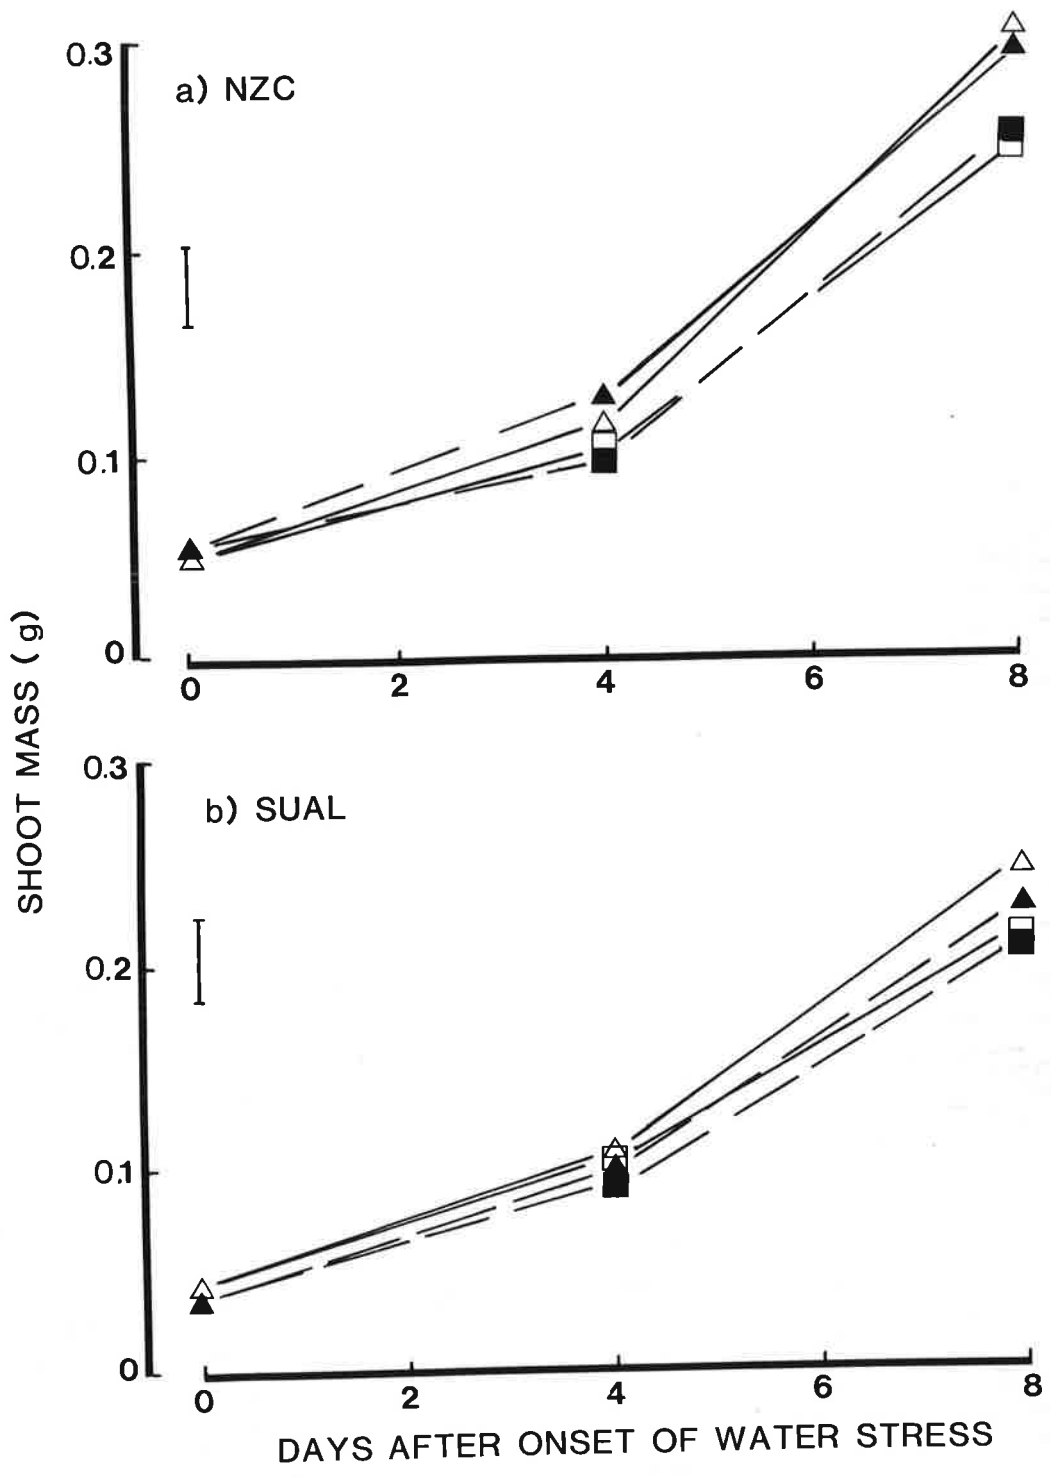 0.3
a) NZC
0.2
0.1
0
0 2 4 6 8
SHOOT MASS (g)
0.3
b) SUAL
0.2
0.1
0
0 2 4 6 8
DAYS AFTER ONSET OF WATER STRESS